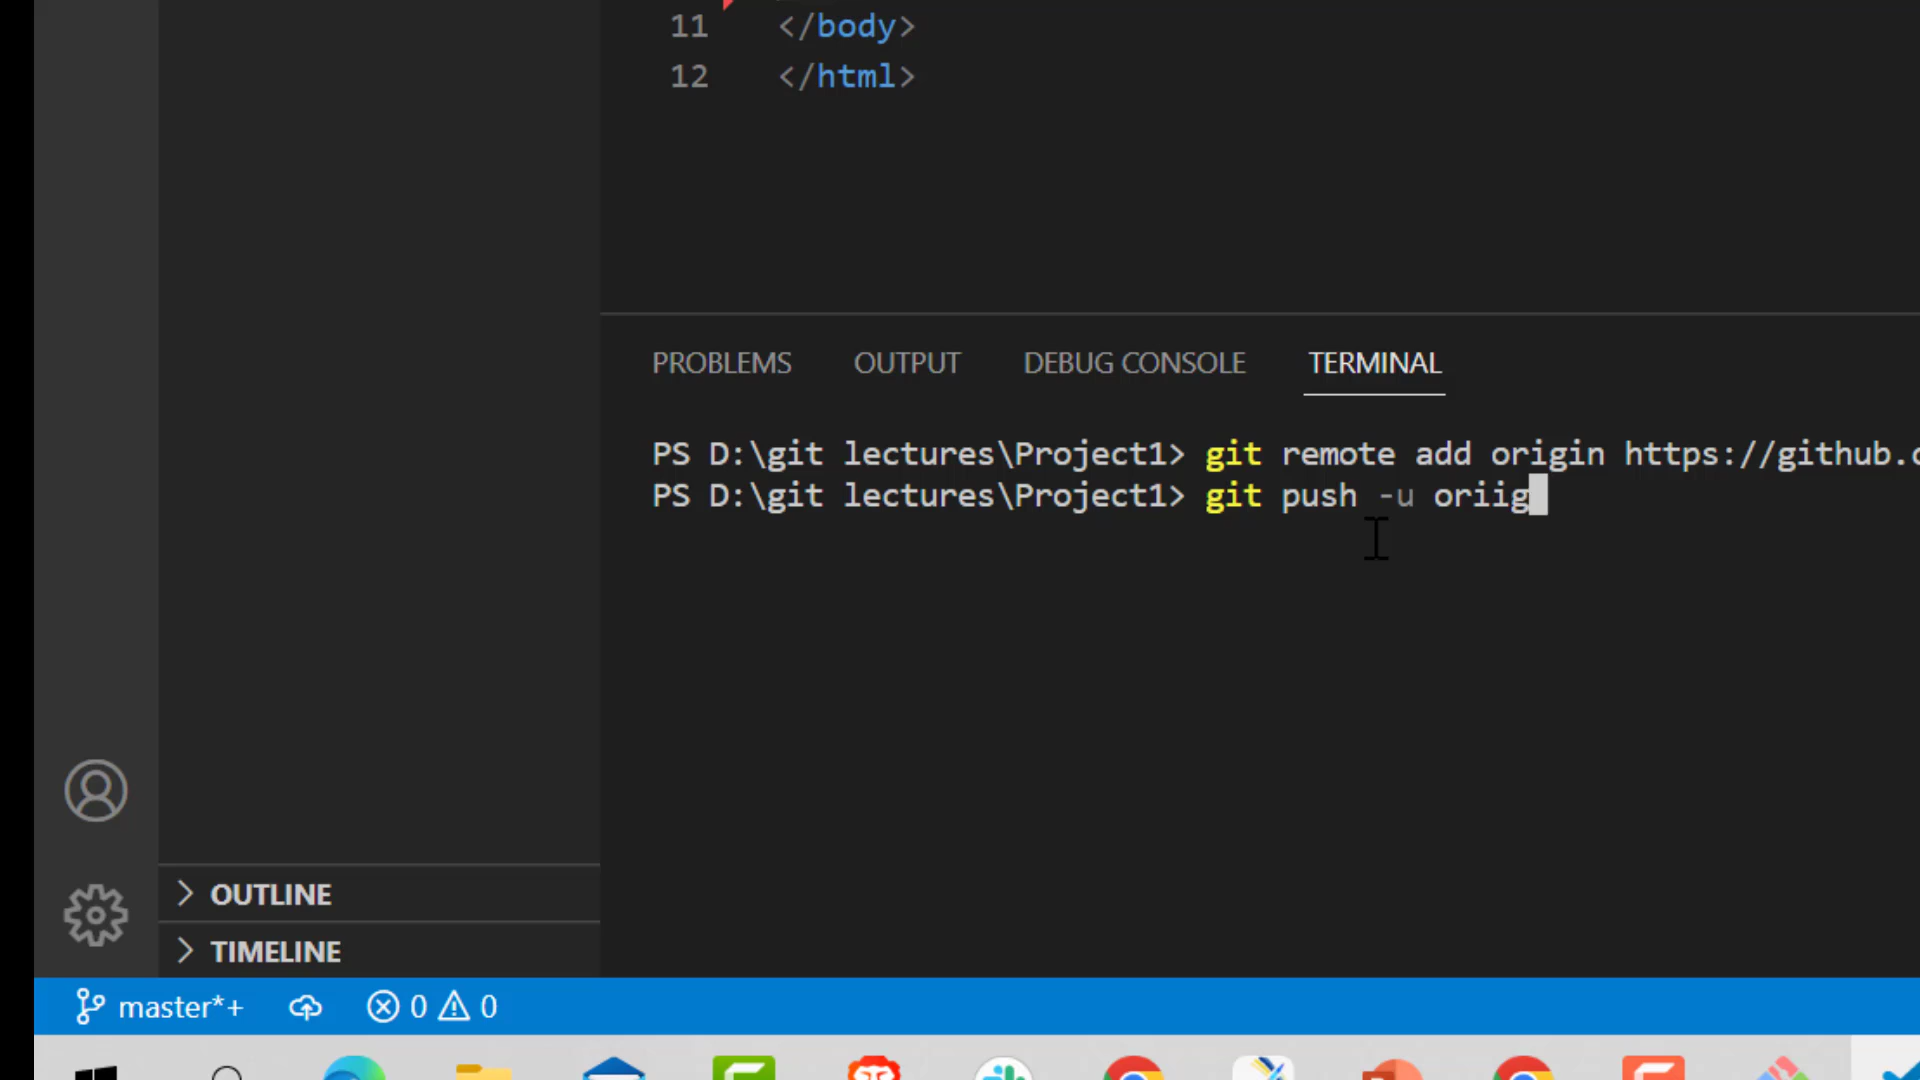 11 </body>
12 </html>
PROBLEMS OUTPUT DEBUG CONSOLE TERMINAL
PS D:\git lectures\Project1> git remote add origin https://github.c
PS D:\git lectures\Project1> git push -u oriig
OUTLINE
TIMELINE
master*+ 0 0